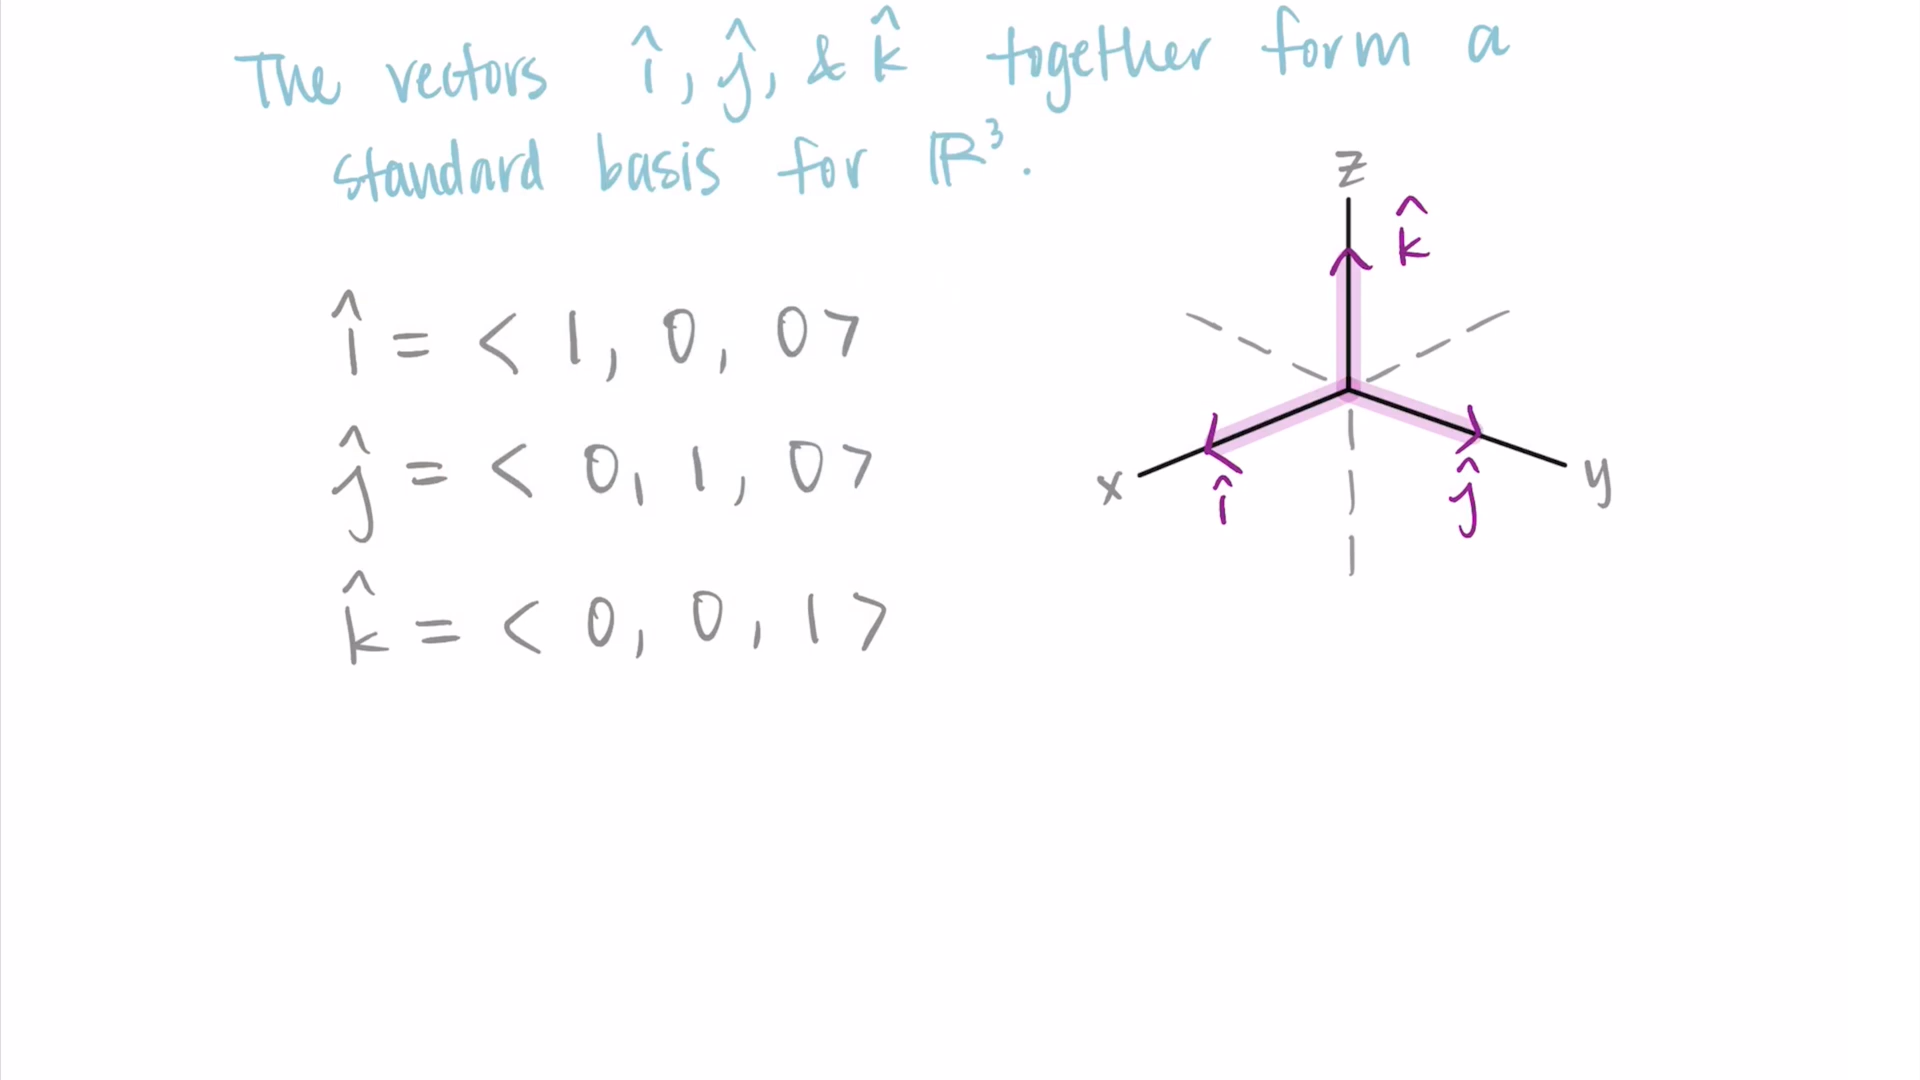 The vectors î, ĵ, & k̂ together form a
standard basis for ℝ³.
î = < 1, 0, 0 >
ĵ = < 0, 1, 0 >
k̂ = < 0, 0, 1 >
z
k̂
x
î
ĵ
y